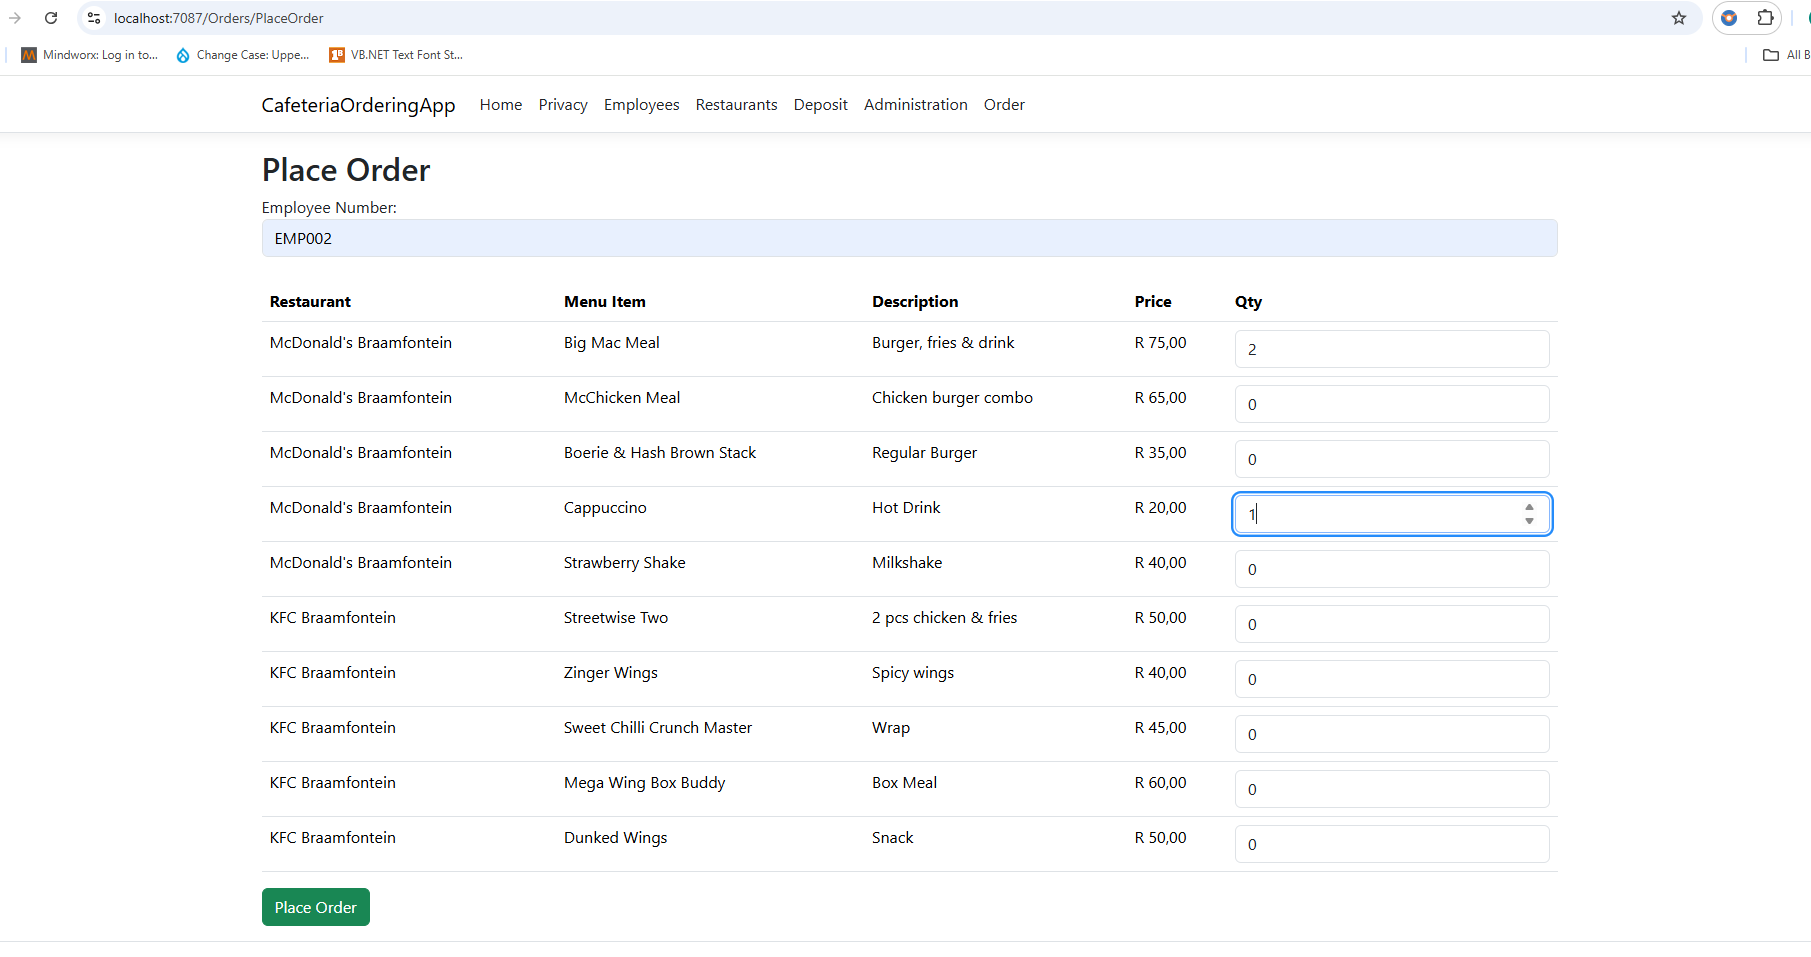 localhost:7087/Orders/PlaceOrder
Mindworx: Log in to... Change Case: Uppe... VB.NET Text Font St... All B
CafeteriaOrderingApp Home Privacy Employees Restaurants Deposit Administration Order
Place Order
Employee Number:
EMP002
Restaurant Menu Item Description Price Qty
McDonald's Braamfontein Big Mac Meal Burger, fries & drink R 75,00 2
McDonald's Braamfontein McChicken Meal Chicken burger combo R 65,00 0
McDonald's Braamfontein Boerie & Hash Brown Stack Regular Burger R 35,00 0
McDonald's Braamfontein Cappuccino Hot Drink R 20,00 1
McDonald's Braamfontein Strawberry Shake Milkshake R 40,00 0
KFC Braamfontein Streetwise Two 2 pcs chicken & fries R 50,00 0
KFC Braamfontein Zinger Wings Spicy wings R 40,00 0
KFC Braamfontein Sweet Chilli Crunch Master Wrap R 45,00 0
KFC Braamfontein Mega Wing Box Buddy Box Meal R 60,00 0
KFC Braamfontein Dunked Wings Snack R 50,00 0
Place Order